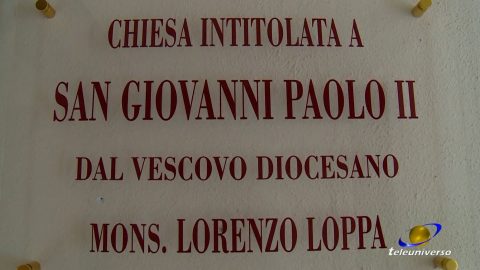 CHIESA INTITOLATA A
SAN GIOVANNI PAOLO II
DAL VESCOVO DIOCESANO
MONS. LORENZO LOPPA
teleuniverso